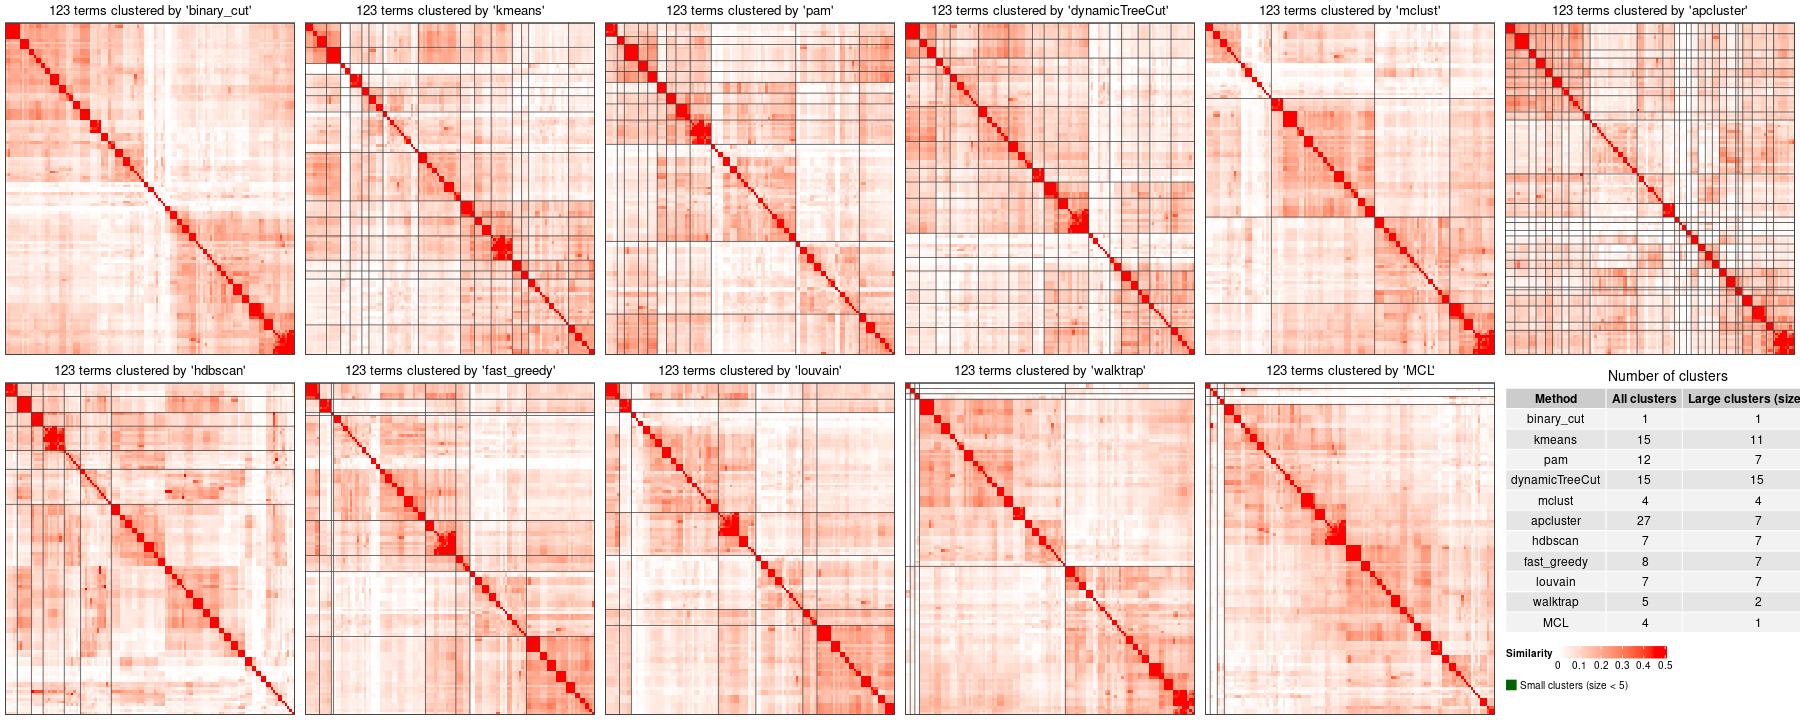 123 terms clustered by 'binary_cut'
123 terms clustered by 'kmeans'
123 terms clustered by 'pam'
123 terms clustered by 'dynamicTreeCut'
123 terms clustered by 'mclust'
123 terms clustered by 'apcluster'
123 terms clustered by 'hdbscan'
123 terms clustered by 'fast_greedy'
123 terms clustered by 'louvain'
123 terms clustered by 'walktrap'
123 terms clustered by 'MCL'
Number of clusters
Method All clusters Large clusters (size
binary_cut 1 1
kmeans 15 11
pam 12 7
dynamicTreeCut 15 15
mclust 4 4
apcluster 27 7
hdbscan 7 7
fast_greedy 8 7
louvain 7 7
walktrap 5 2
MCL 4 1
Similarity
0 0.1 0.2 0.3 0.4 0.5
Small clusters (size < 5)